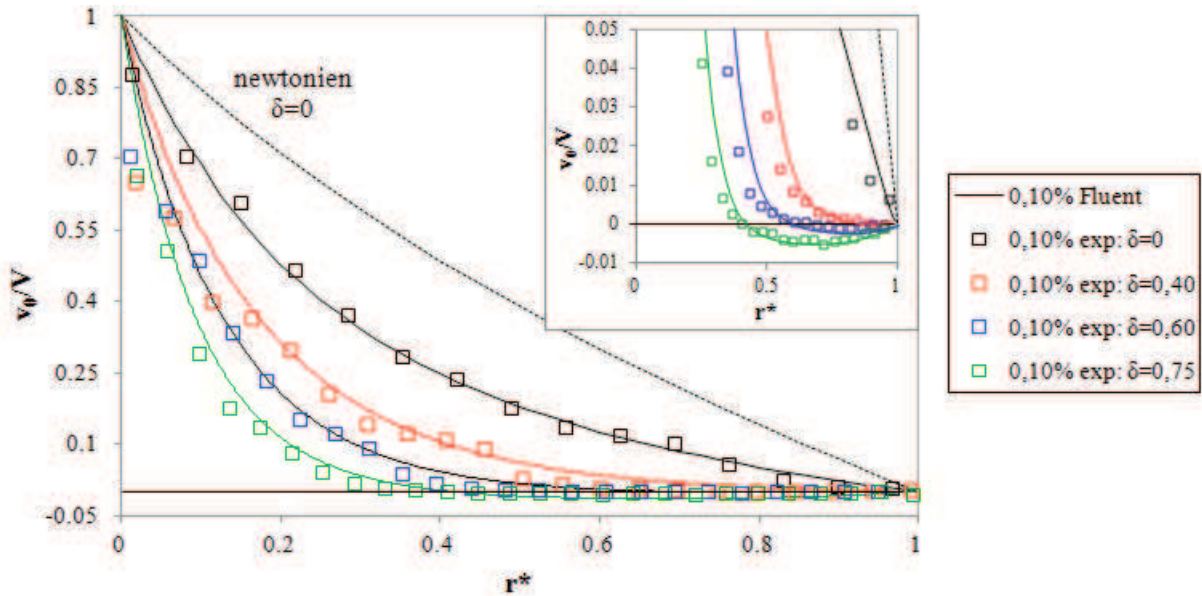 1
0.85
0.7
0.55
0.4
0.25
0.1
-0.05
vθ/V
0
0.2
0.4
0.6
0.8
1
r*
newtonien
δ=0
0.05
0.04
0.03
0.02
0.01
0
-0.01
vθ/V
0
0.5
1
r*
0,10% Fluent
0,10% exp: δ=0
0,10% exp: δ=0,40
0,10% exp: δ=0,60
0,10% exp: δ=0,75